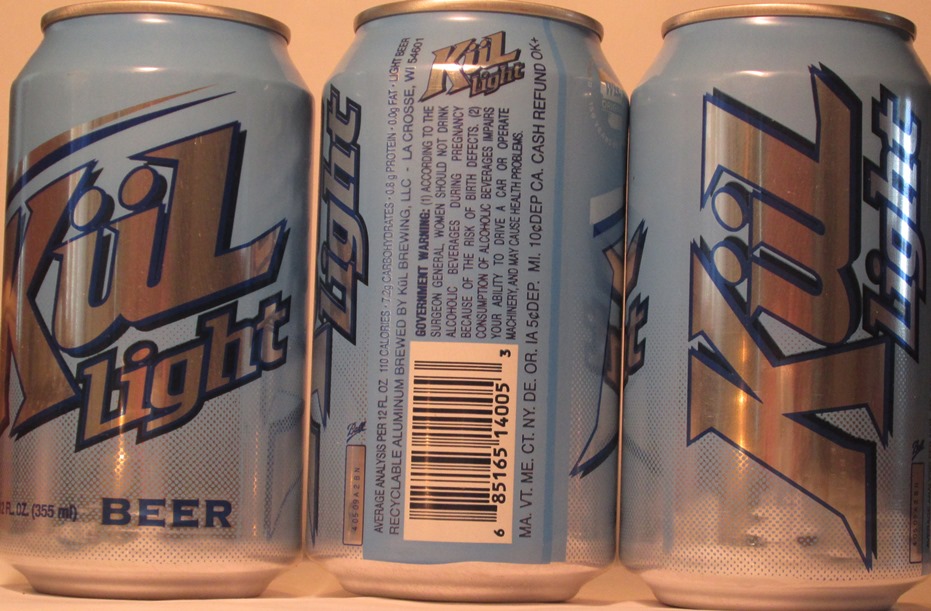 KüL
Light
2 FL. OZ. (355 ml)
BEER
Light
AVERAGE ANALYSIS PER 12 FL OZ 110 CALORIES · 7.2g CARBOHYDRATES · 0.8 g PROTEIN · 0.0g FAT · LIGHT BEER
RECYCLABLE ALUMINUM BREWED BY KüL BREWING, LLC - LA CROSSE, WI 54601
KüL
Light
GOVERNMENT WARNING: (1) ACCORDING TO THE
SURGEON GENERAL WOMEN SHOULD NOT DRINK
ALCOHOLIC BEVERAGES DURING PREGNANCY
BECAUSE OF THE RISK OF BIRTH DEFECTS. (2)
CONSUMPTION OF ALCOHOLIC BEVERAGES IMPAIRS
YOUR ABILITY TO DRIVE A CAR OR OPERATE
MACHINERY, AND MAY CAUSE HEALTH PROBLEMS.
6 85165 14005 3
MA. VT. ME. CT. NY. DE. OR. IA.5¢DEP. MI. 10¢DEP CA. CASH REFUND OK+
Ball
KüL
Light